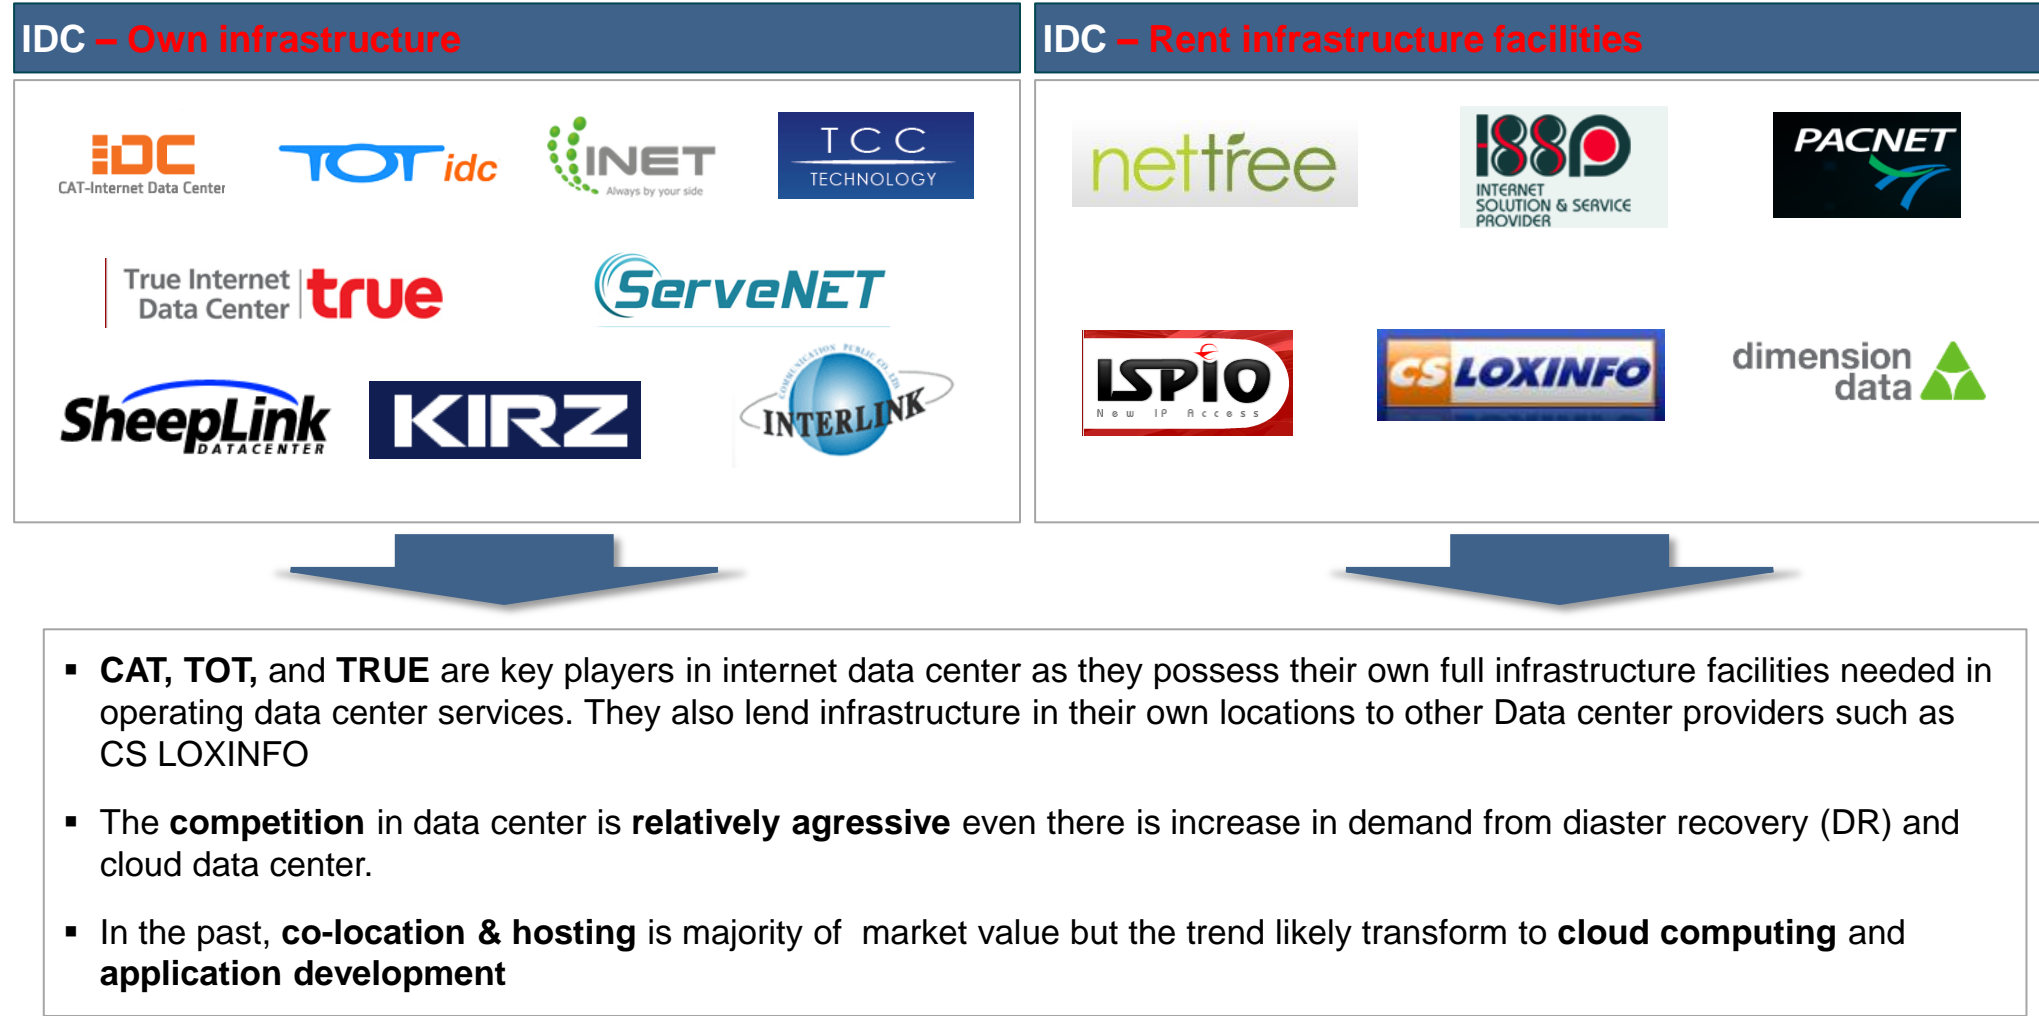 IDC – Own infrastructure
IDC – Rent infrastructure facilities
IDC
CAT-Internet Data Center
TOT idc
INET
Always by your side
TCC
TECHNOLOGY
True Internet
Data Center
true
ServeNET
SheepLink
DATACENTER
KIRZ
COMMUNICATION PUBLIC CO., LTD.
INTERLINK
nettree
ISSP
INTERNET
SOLUTION & SERVICE
PROVIDER
PACNET
ISPIO
New IP Access
CS LOXINFO
dimension
data
▪ CAT, TOT, and TRUE are key players in internet data center as they possess their own full infrastructure facilities needed in
operating data center services. They also lend infrastructure in their own locations to other Data center providers such as
CS LOXINFO
▪ The competition in data center is relatively agressive even there is increase in demand from diaster recovery (DR) and
cloud data center.
▪ In the past, co-location & hosting is majority of market value but the trend likely transform to cloud computing and
application development